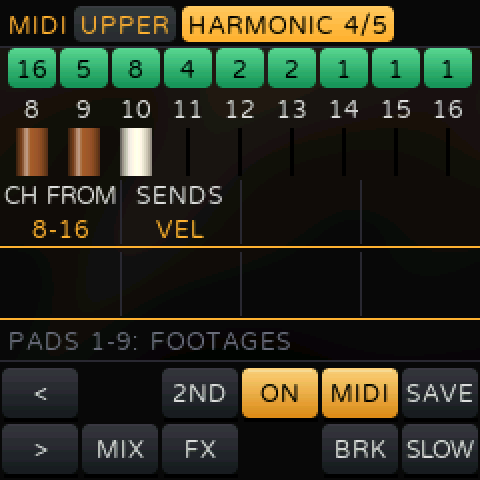 MIDI UPPER HARMONIC 4/5
16 5 8 4 2 2 1 1 1
8 9 10 11 12 13 14 15 16
CH FROM SENDS
8-16 VEL
PADS 1-9: FOOTAGES
< 2ND ON MIDI SAVE
> MIX FX BRK SLOW